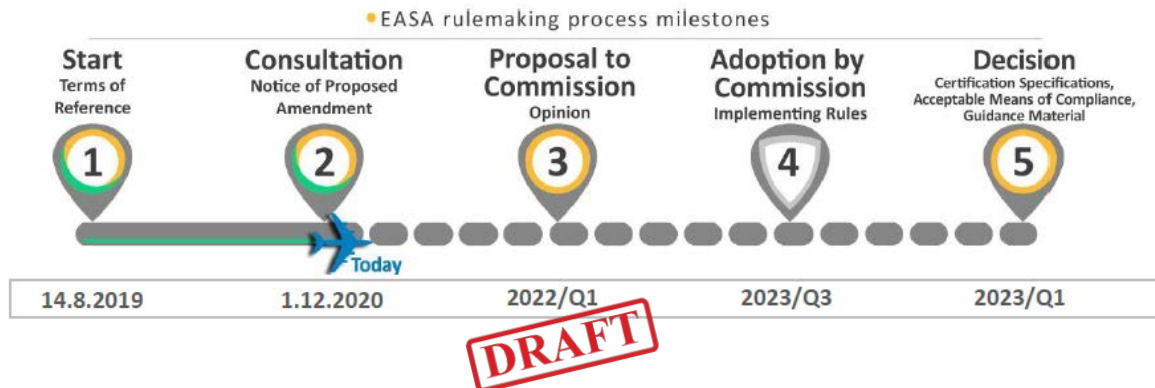 EASA rulemaking process milestones
Start
Terms of
Reference
1
Consultation
Notice of Proposed
Amendment
2
Proposal to
Commission
Opinion
3
Adoption by
Commission
Implementing Rules
4
Decision
Certification Specifications,
Acceptable Means of Compliance,
Guidance Material
5
Today
14.8.2019
1.12.2020
2022/Q1
2023/Q3
2023/Q1
DRAFT